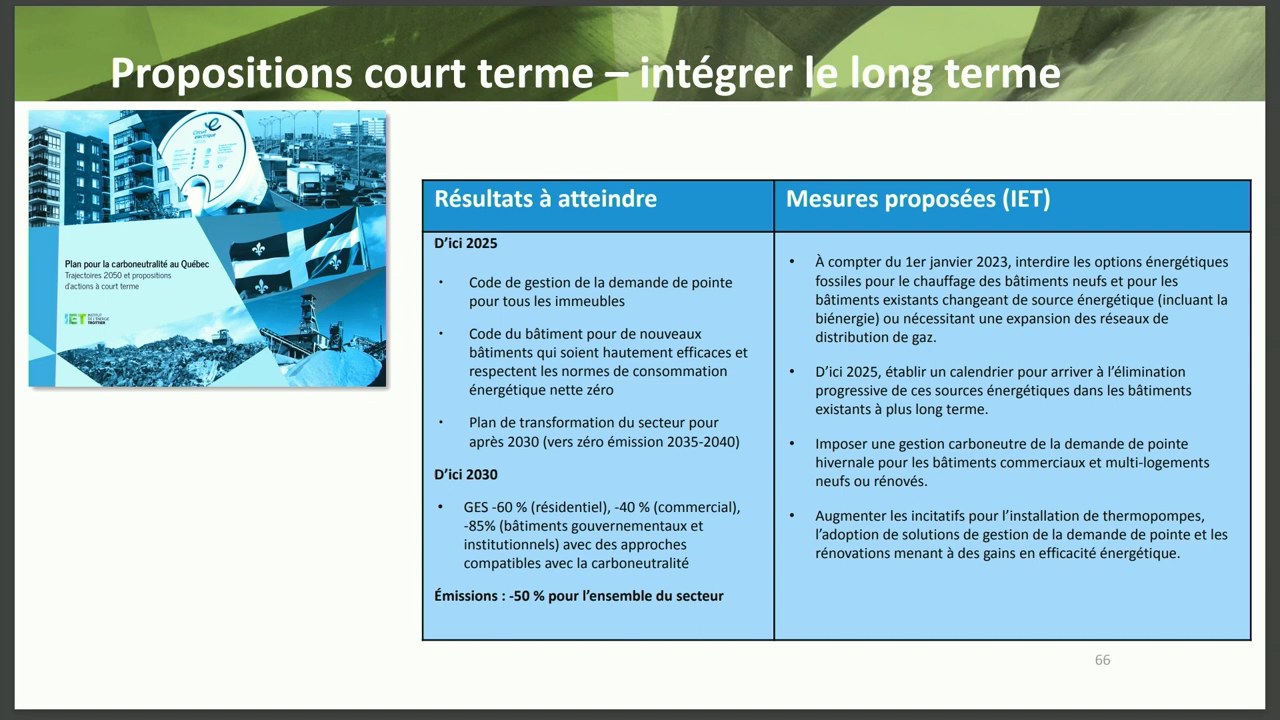 Propositions court terme – intégrer le long terme
Circuit
électrique
Plan pour la carboneutralité au Québec
Trajectoires 2050 et propositions
d'actions à court terme
IET INSTITUT
DE L'ÉNERGIE
TROTTIER
Résultats à atteindre
D'ici 2025
• Code de gestion de la demande de pointe
pour tous les immeubles
• Code du bâtiment pour de nouveaux
bâtiments qui soient hautement efficaces et
respectent les normes de consommation
énergétique nette zéro
• Plan de transformation du secteur pour
après 2030 (vers zéro émission 2035-2040)
D'ici 2030
• GES -60 % (résidentiel), -40 % (commercial),
-85% (bâtiments gouvernementaux et
institutionnels) avec des approches
compatibles avec la carboneutralité
Émissions : -50 % pour l'ensemble du secteur
Mesures proposées (IET)
• À compter du 1er janvier 2023, interdire les options énergétiques
fossiles pour le chauffage des bâtiments neufs et pour les
bâtiments existants changeant de source énergétique (incluant la
biénergie) ou nécessitant une expansion des réseaux de
distribution de gaz.
• D'ici 2025, établir un calendrier pour arriver à l'élimination
progressive de ces sources énergétiques dans les bâtiments
existants à plus long terme.
• Imposer une gestion carboneutre de la demande de pointe
hivernale pour les bâtiments commerciaux et multi-logements
neufs ou rénovés.
• Augmenter les incitatifs pour l'installation de thermopompes,
l'adoption de solutions de gestion de la demande de pointe et les
rénovations menant à des gains en efficacité énergétique.
66